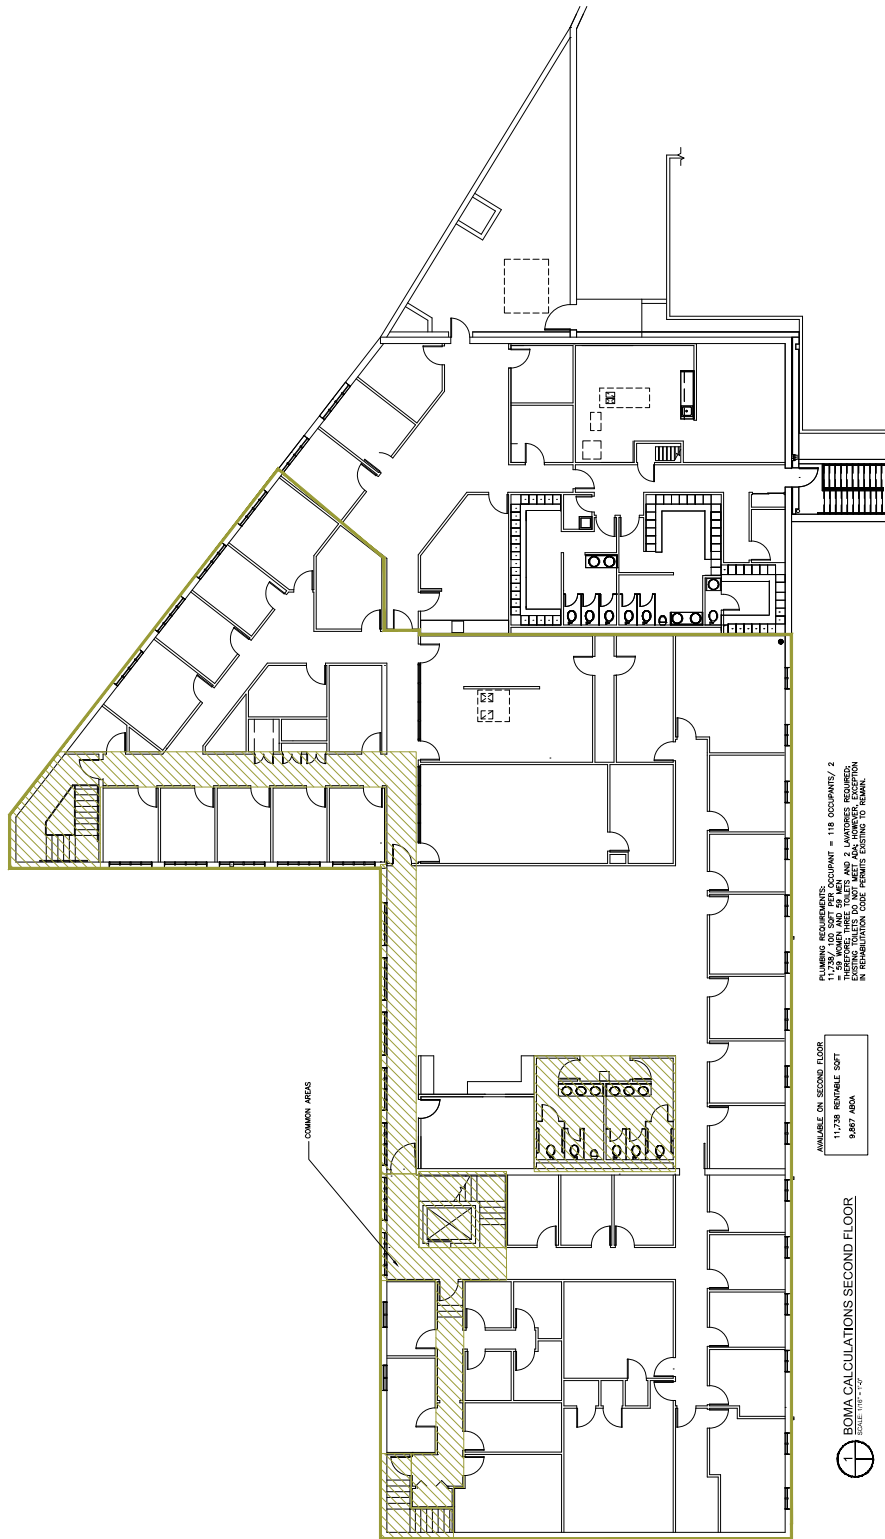 COMMON AREAS
PLUMBING REQUIREMENTS:
11,738/ 100 SQFT PER OCCUPANT = 118 OCCUPANTS/ 2
= 59 WOMEN AND 59 MEN
THEREFORE; THREE TOILETS AND 2 LAVATORIES REQUIRED;
EXISTING TOILETS DO NOT MEET ADA; HOWEVER, EXCEPTION
IN REHABILITATION CODE PERMITS EXISTING TO REMAIN.
AVAILABLE ON SECOND FLOOR
11,738 RENTABLE SQFT
9,867 ABOA
1
BOMA CALCULATIONS SECOND FLOOR
SCALE: 1/16" = 1'-0"